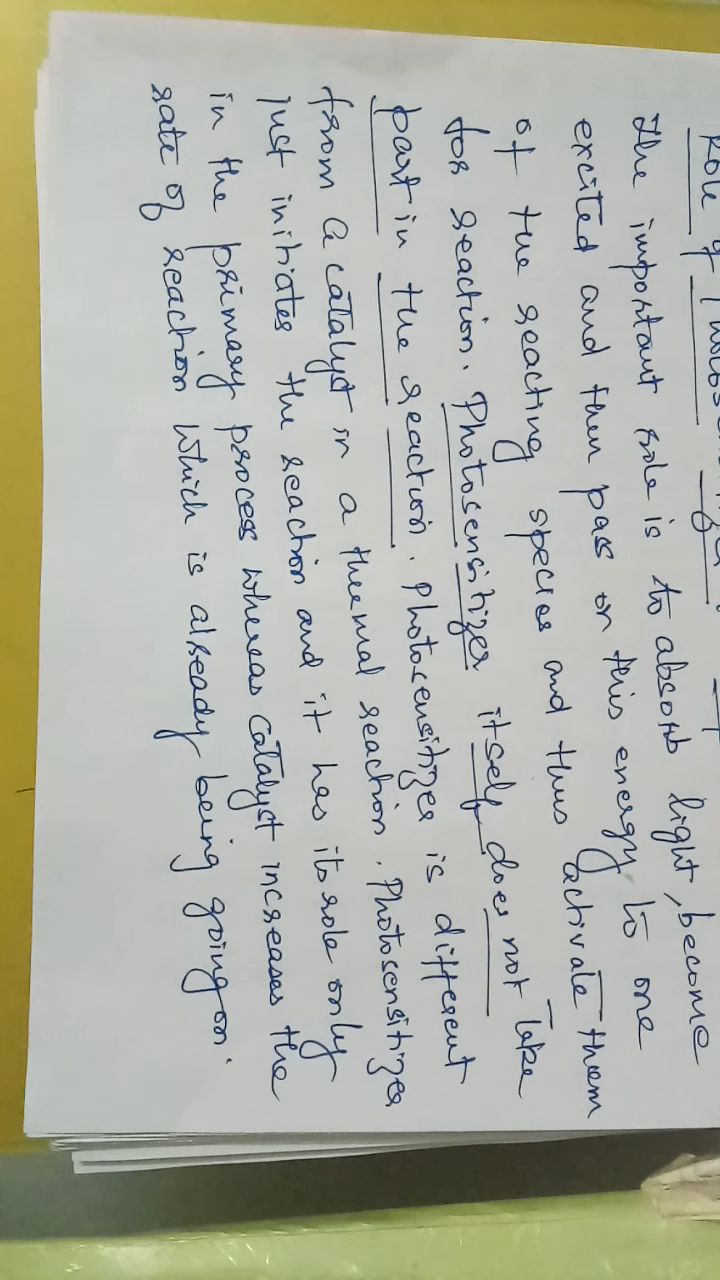 Role of Photosensitizer
The important role is to absorb light, become
excited and then pass on this energy to one
of the reacting species and thus activate them
for reaction. Photosensitizer itself does not take
part in the reaction. Photosensitizer is different
from a catalyst in a thermal reaction. Photosensitizer
just initiates the reaction and it has its role only
in the primary process whereas catalyst increases the
rate of reaction which is already being going on.